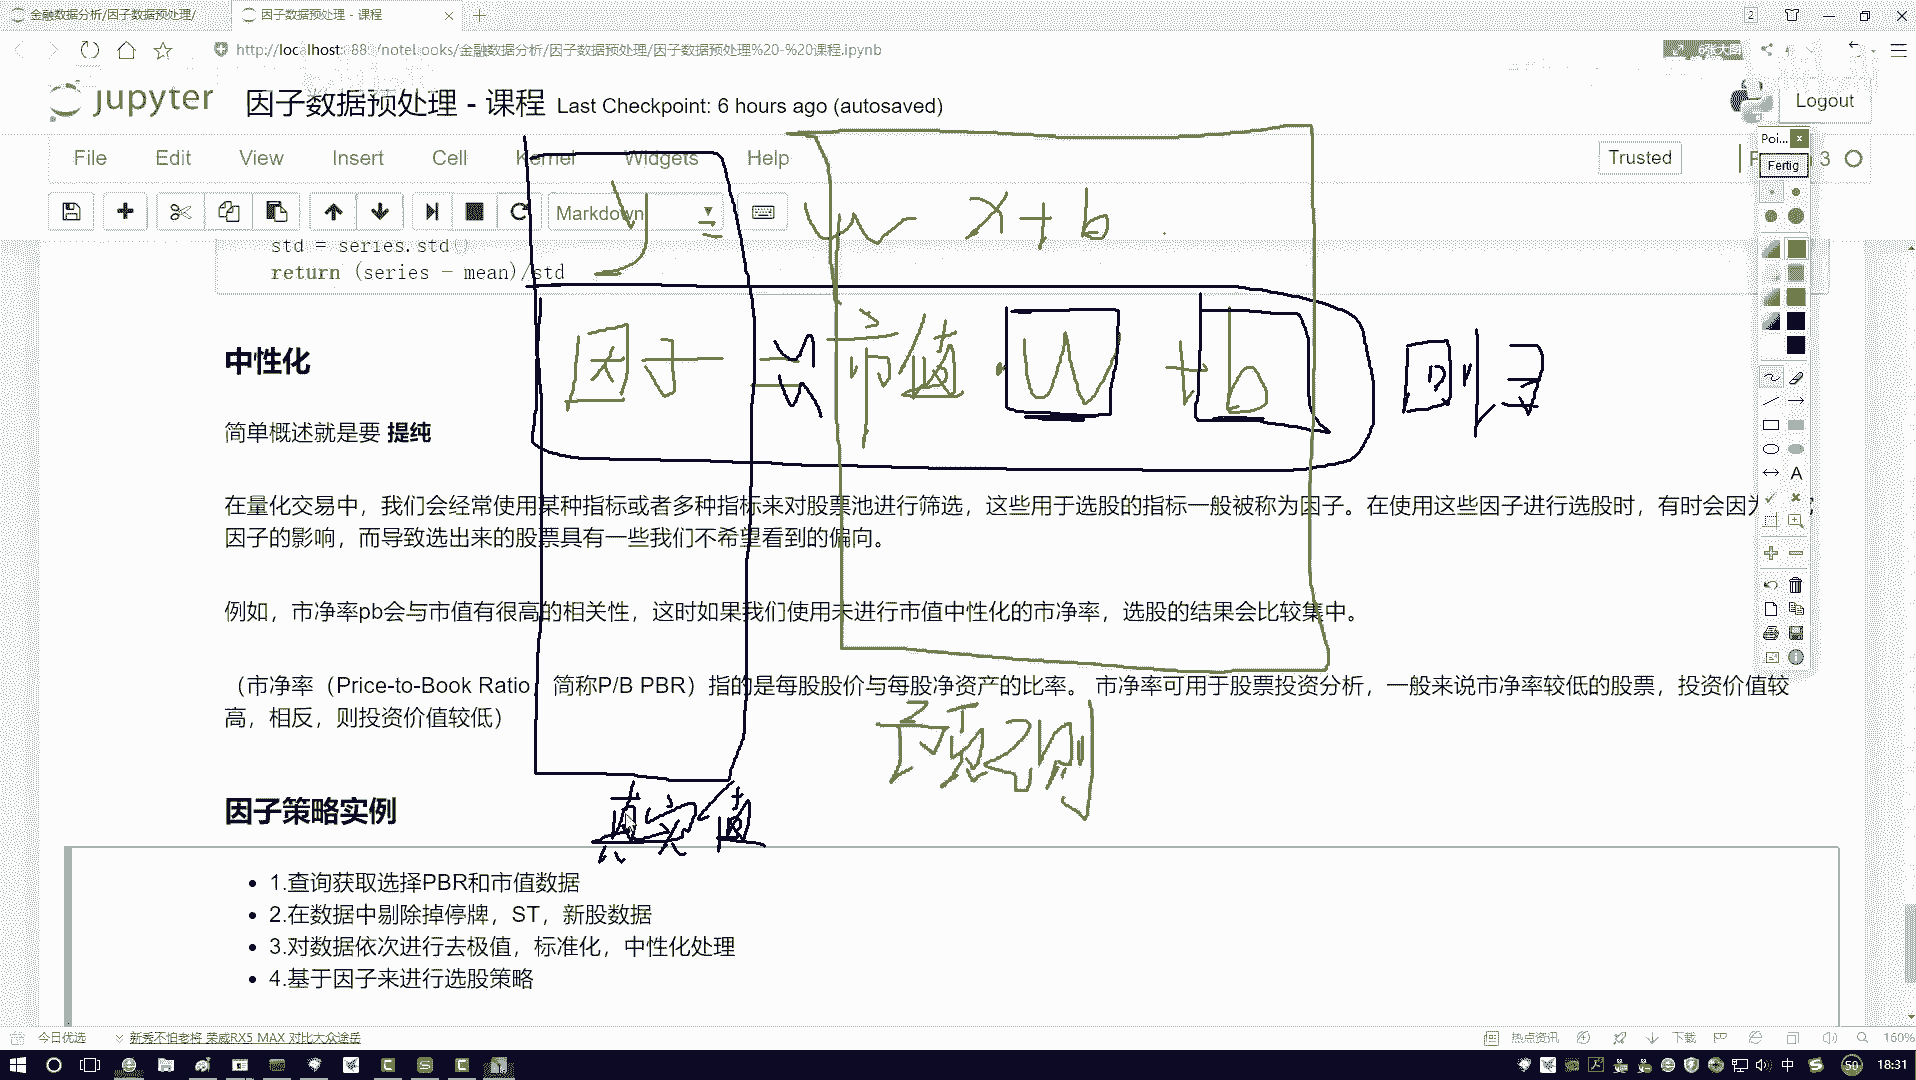 金融数据分析/因子数据预处理/
因子数据预处理 - 课程
2
http://localhost:888/notebooks/金融数据分析/因子数据预处理/因子数据预处理%20-%20课程.ipynb
6张大图
jupyter
因子数据预处理 - 课程 Last Checkpoint: 6 hours ago (autosaved)
Logout
Poi...
File Edit View Insert Cell Kernel Widgets Help
Trusted
3
Fertig
Markdown
y = w x + b
std = series.std()
return (series - mean)/std
因子 = 市值 · W + b
回归
中性化
简单概述就是要 提纯
在量化交易中，我们会经常使用某种指标或者多种指标来对股票池进行筛选，这些用于选股的指标一般被称为因子。在使用这些因子进行选股时，有时会因为
因子的影响，而导致选出来的股票具有一些我们不希望看到的偏向。
例如，市净率pb会与市值有很高的相关性，这时如果我们使用未进行市值中性化的市净率，选股的结果会比较集中。
（市净率（Price-to-Book Ratio，简称P/B PBR）指的是每股股价与每股净资产的比率。 市净率可用于股票投资分析，一般来说市净率较低的股票，投资价值较
高，相反，则投资价值较低）
预测
因子策略实例
真实值
1.查询获取选择PBR和市值数据
2.在数据中剔除掉停牌，ST，新股数据
3.对数据依次进行去极值，标准化，中性化处理
4.基于因子来进行选股策略
今日优选
新秀不怕老将 荣威RX5 MAX 对比大众途岳
热点资讯
下载
160%
中
50
18:31